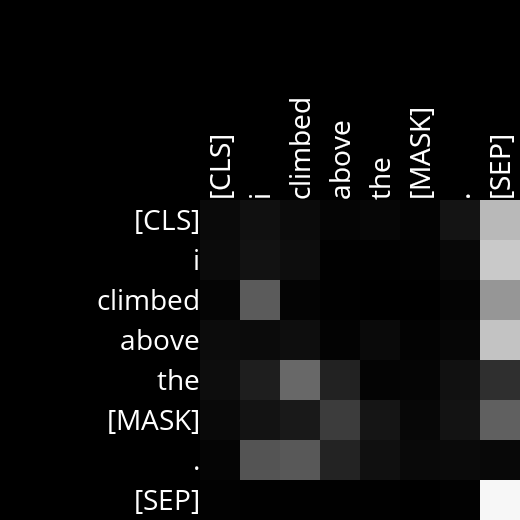 [CLS] i climbed above the [MASK] . [SEP]
[CLS]
i
climbed
above
the
[MASK]
.
[SEP]